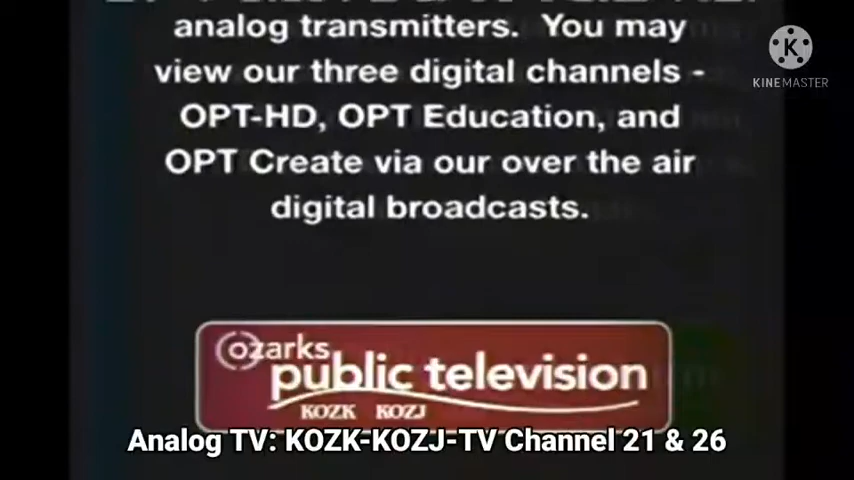 analog transmitters. You may
view our three digital channels -
OPT-HD, OPT Education, and
OPT Create via our over the air
digital broadcasts.
K
KINEMASTER
ozarks
public television
KOZK KOZJ
Analog TV: KOZK-KOZJ-TV Channel 21 & 26